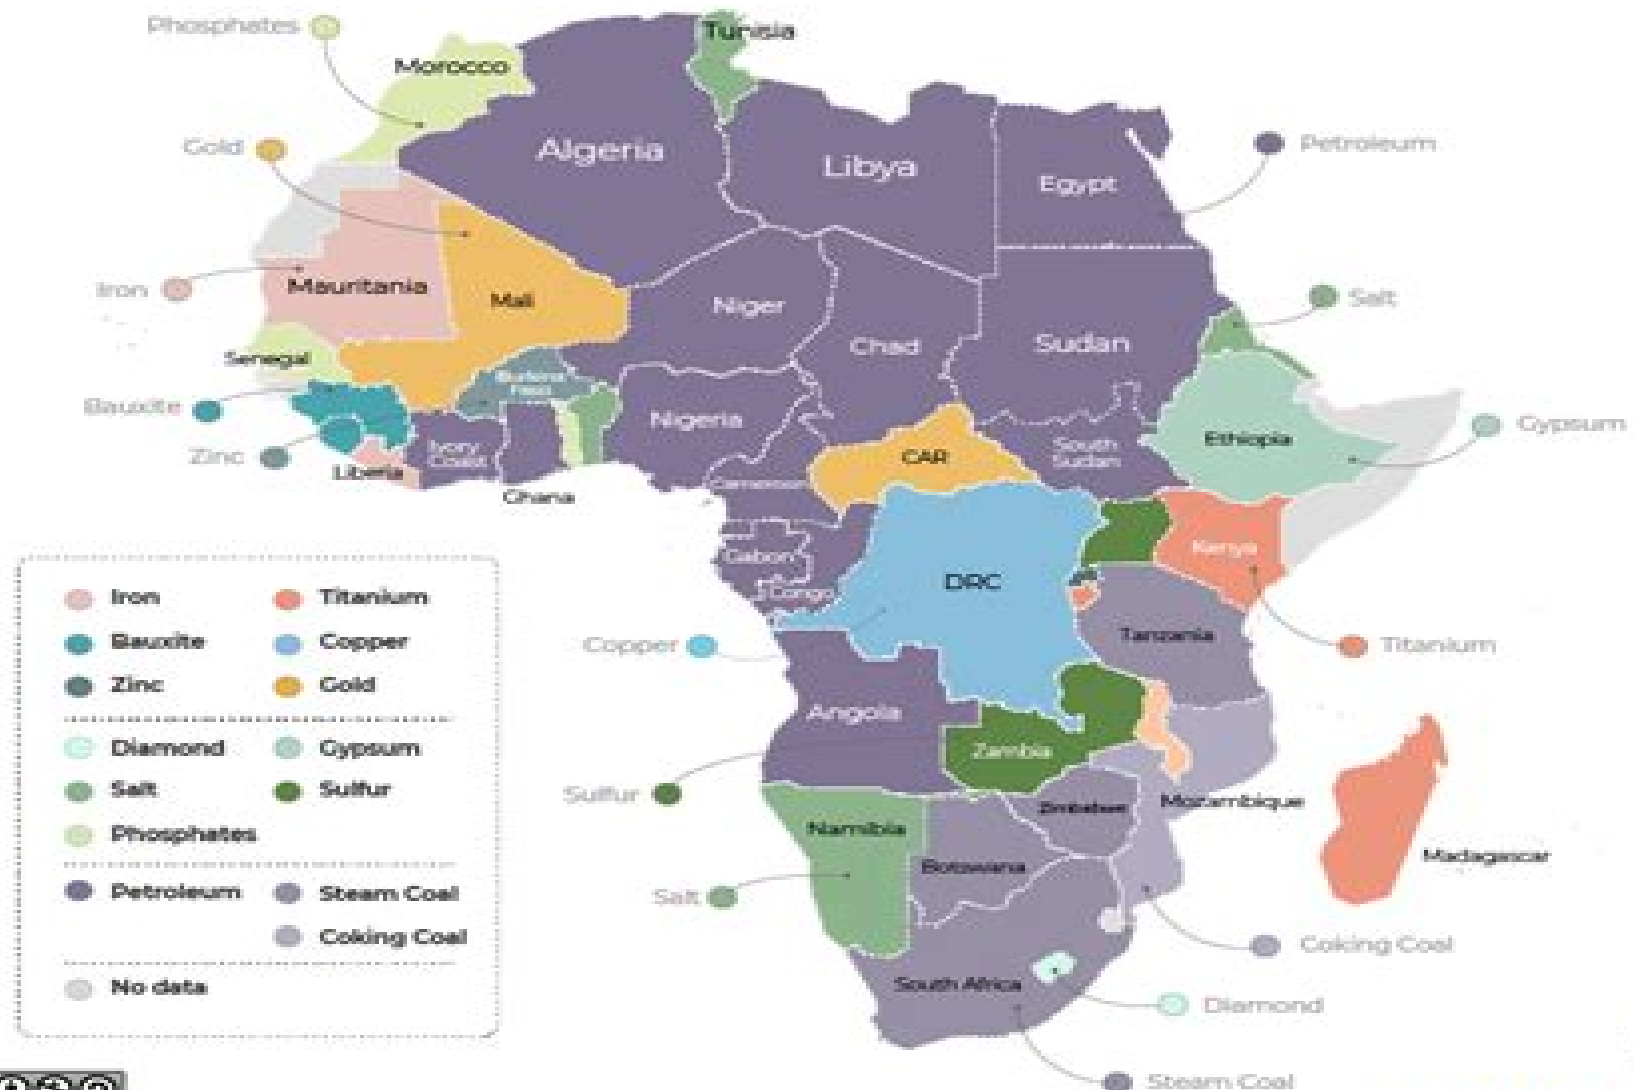 Phosphates
Tunisia
Morocco
Gold
Algeria
Libya
Egypt
Petroleum
Iron
Mauritania
Mali
Niger
Chad
Sudan
Salt
Senegal
Burkina
Faso
Bauxite
Zinc
Liberia
Ivory
Coast
Ghana
Nigeria
CAR
South
Sudan
Ethiopia
Gypsum
Cameroon
Gabon
Congo
DRC
Kenya
Tanzania
Copper
Titanium
Angola
Zambia
Sulfur
Namibia
Zimbabwe
Mozambique
Botswana
Madagascar
Salt
South Africa
Coking Coal
Diamond
Steam Coal
Iron
Titanium
Bauxite
Copper
Zinc
Gold
Diamond
Gypsum
Salt
Sulfur
Phosphates
Petroleum
Steam Coal
Coking Coal
No data